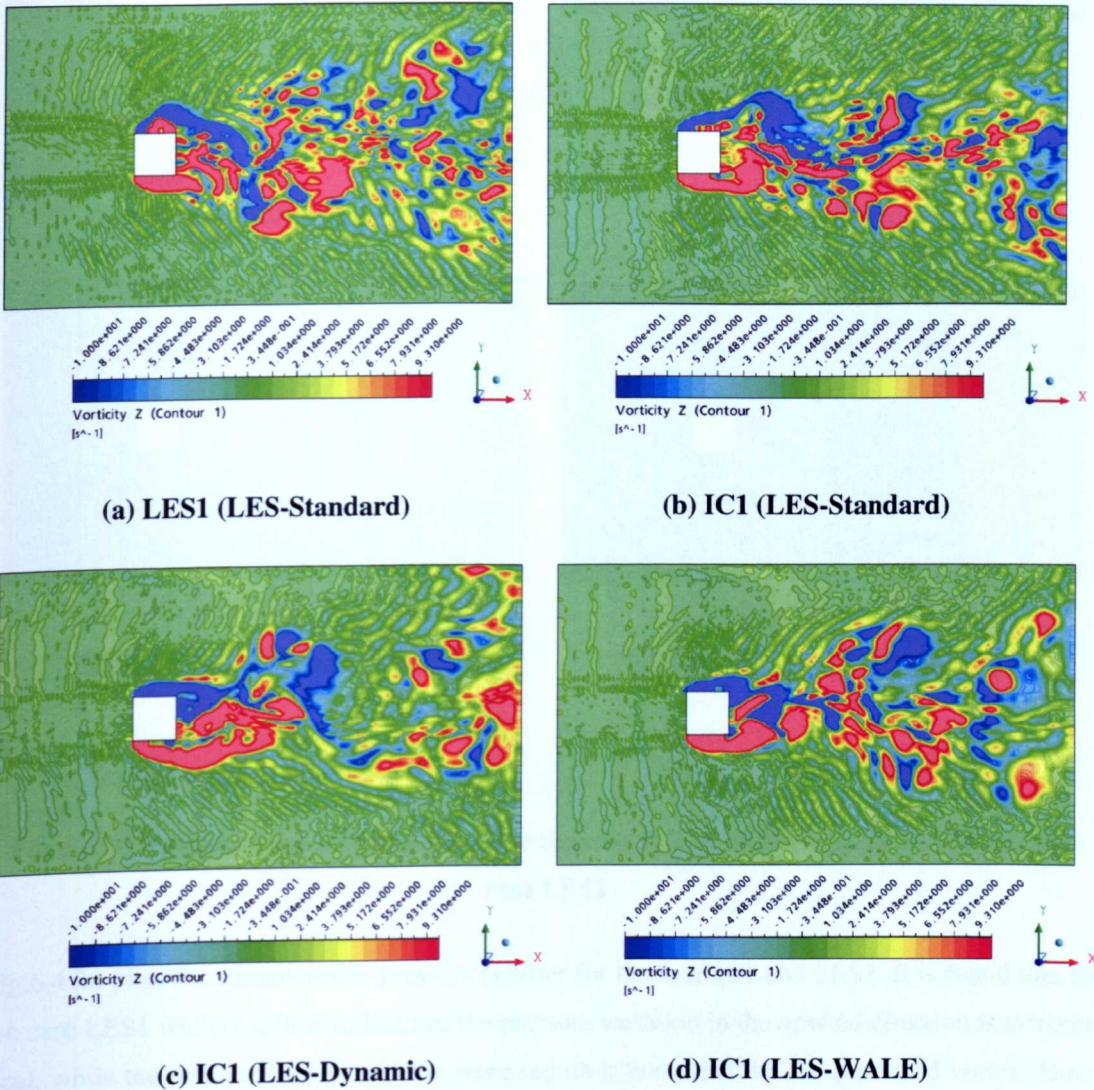 -1.000e+001
-8.621e+000
-7.241e+000
-5.862e+000
-4.483e+000
-3.103e+000
-1.724e+000
-3.448e-001
1.034e+000
2.414e+000
3.793e+000
5.172e+000
6.552e+000
7.931e+000
9.310e+000
Vorticity Z (Contour 1)
[s^-1]
Y
Z
X
-1.000e+001
-8.621e+000
-7.241e+000
-5.862e+000
-4.483e+000
-3.103e+000
-1.724e+000
-3.448e-001
1.034e+000
2.414e+000
3.793e+000
5.172e+000
6.552e+000
7.931e+000
9.310e+000
Vorticity Z (Contour 1)
[s^-1]
Y
Z
X
(a) LES1 (LES-Standard)
(b) IC1 (LES-Standard)
-1.000e+001
-8.621e+000
-7.241e+000
-5.862e+000
-4.483e+000
-3.103e+000
-1.724e+000
-3.448e-001
1.034e+000
2.414e+000
3.793e+000
5.172e+000
6.552e+000
7.931e+000
9.310e+000
Vorticity Z (Contour 1)
[s^-1]
Y
Z
X
-1.000e+001
-8.621e+000
-7.241e+000
-5.862e+000
-4.483e+000
-3.103e+000
-1.724e+000
-3.448e-001
1.034e+000
2.414e+000
3.793e+000
5.172e+000
6.552e+000
7.931e+000
9.310e+000
Vorticity Z (Contour 1)
[s^-1]
Y
Z
X
(c) IC1 (LES-Dynamic)
(d) IC1 (LES-WALE)